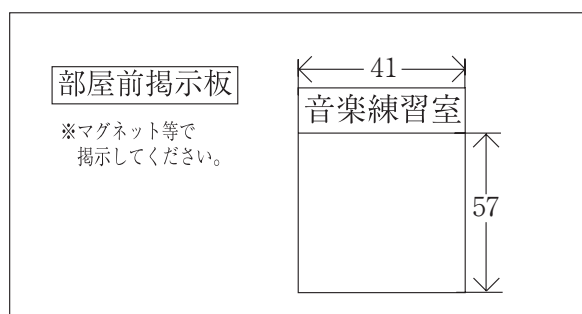 部屋前掲示板
※マグネット等で
掲示してください。
41
音楽練習室
57